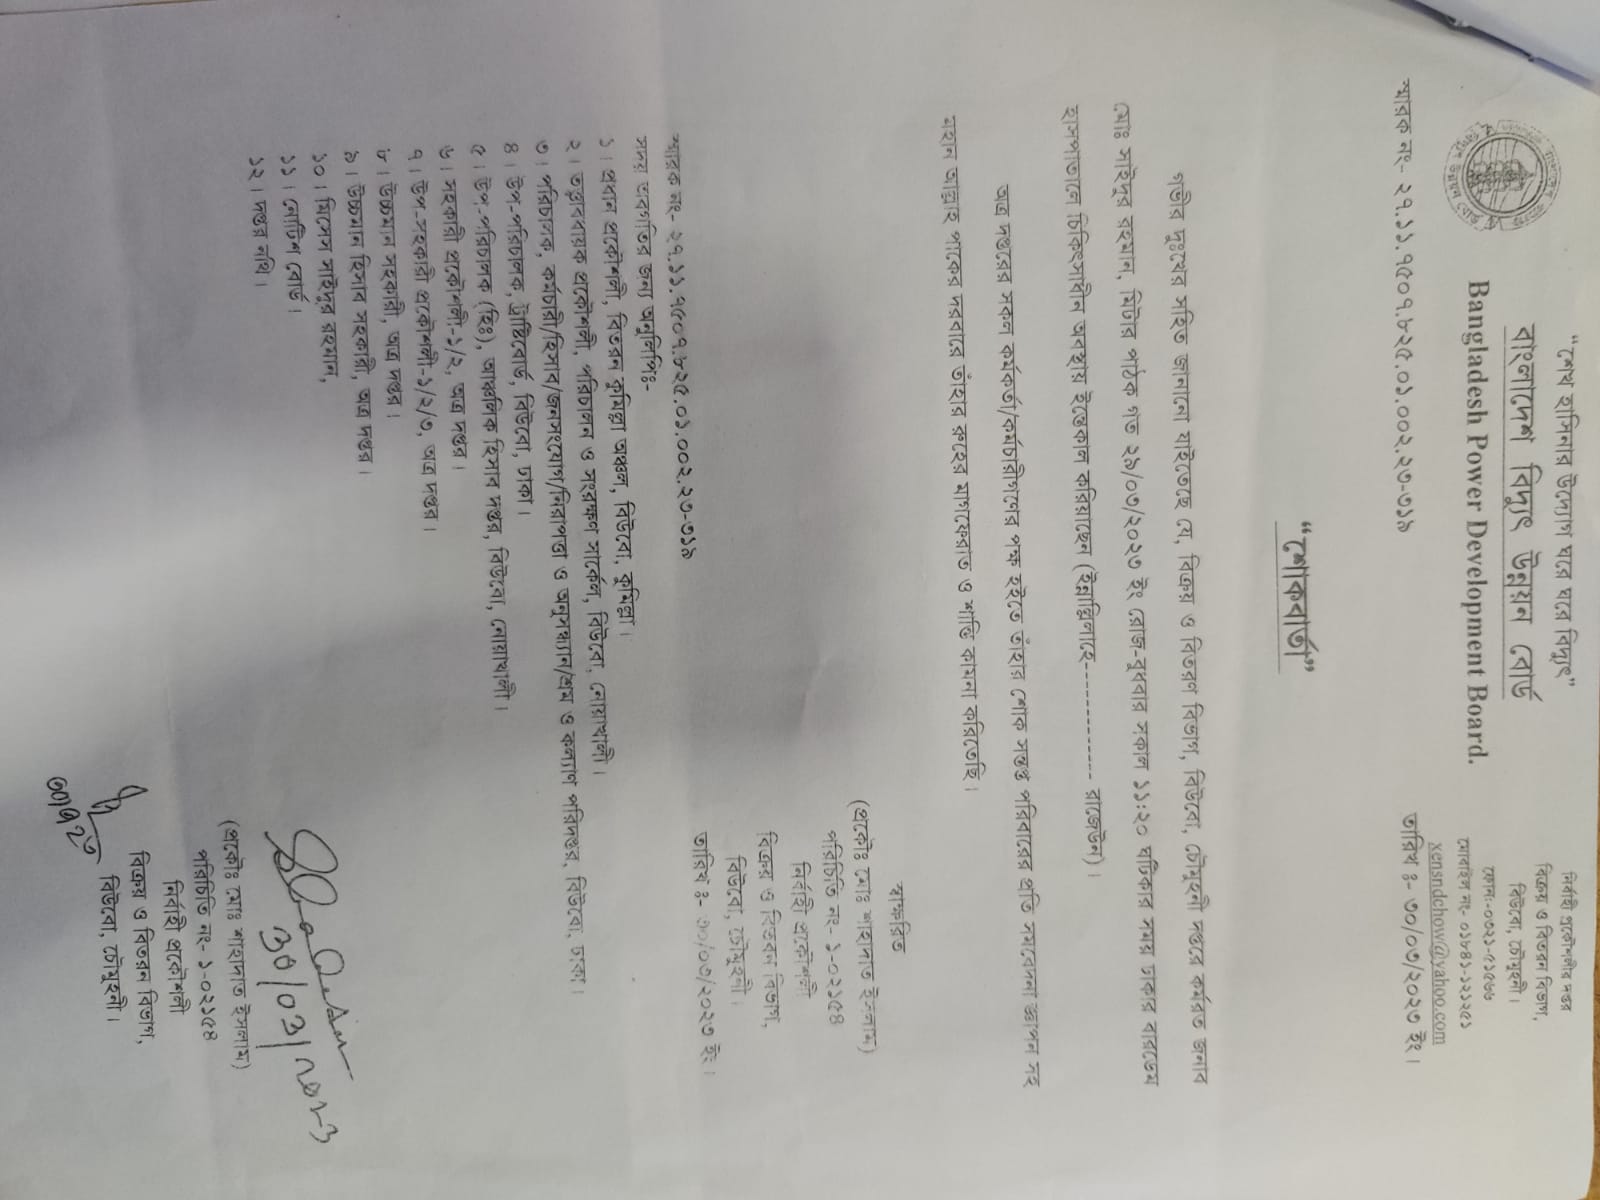 “শেখ হাসিনার উদ্যোগ ঘরে ঘরে বিদ্যুৎ”
বাংলাদেশ বিদ্যুৎ উন্নয়ন বোর্ড
Bangladesh Power Development Board.
নির্বাহী প্রকৌশলীর দপ্তর
বিক্রয় ও বিতরন বিভাগ,
বিউবো, চৌমুহনী।
ফোন:-০৩২১-৫১৫৬৬
মোবাইল নং- ০১৮৪১-১২১২৫১
xensndchow@yahoo.com
স্মারক নং- ২৭.১১.৭৫০৭.৮২৫.০১.০০২.২৩-৩১৯
তারিখ ঃ- ৩০/০৩/২০২৩ ইং।
“শোকবার্তা”
গভীর দুঃখের সহিত জানানো যাইতেছে যে, বিক্রয় ও বিতরণ বিভাগ, বিউবো, চৌমুহনী দপ্তরে কর্মরত জনাব
মোঃ সাইদুর রহমান, মিটার পাঠক গত ২৯/০৩/২০২৩ ইং রোজ-বুধবার সকাল ১১:২০ ঘটিকার সময় ঢাকার বারডেম
হাসপাতালে চিকিৎসাধীন অবস্থায় ইন্তেকাল করিয়াছেন (ইন্নালিল্লাহে------------- রাজেউন)।
অত্র দপ্তরের সকল কর্মকর্তা/কর্মচারীগণের পক্ষ হইতে তাঁহার শোক সন্তপ্ত পরিবারের প্রতি সমবেদনা জ্ঞাপন সহ
মহান আল্লাহ পাকের দরবারে তাঁহার রুহের মাগফেরাত ও শান্তি কামনা করিতেছি।
স্বাক্ষরিত
(প্রকৌঃ মোঃ শাহাদাত ইসলাম)
পরিচিতি নং- ১-০২১৫৪
নির্বাহী প্রকৌশলী
বিক্রয় ও বিতরন বিভাগ,
বিউবো, চৌমুহনী।
তারিখ ঃ- ৩০/০৩/২০২৩ ইং।
স্মারক নং- ২৭.১১.৭৫০৭.৮২৫.০১.০০২.২৩-৩১৯
সদয় অবগতির জন্য অনুলিপিঃ-
১। প্রধান প্রকৌশলী, বিতরন কুমিল্লা অঞ্চল, বিউবো, কুমিল্লা।
২। তত্ত্বাবধায়ক প্রকৌশলী, পরিচালন ও সংরক্ষণ সার্কেল, বিউবো, নোয়াখালী।
৩। পরিচালক, কর্মচারী/হিসাব/জনসংযোগ/নিরাপত্তা ও অনুসন্ধ্যান/শ্রম ও কল্যাণ পরিদপ্তর, বিউবো, ঢাকা।
৪। উপ-পরিচালক, ট্রাষ্টিবোর্ড, বিউবো, ঢাকা।
৫। উপ-পরিচালক (হিঃ), আঞ্চলিক হিসাব দপ্তর, বিউবো, নোয়াখালী।
৬। সহকারী প্রকৌশলী-১/২, অত্র দপ্তর।
৭। উপ-সহকারী প্রকৌশলী-১/২/৩, অত্র দপ্তর।
৮। উচ্চমান সহকারী, অত্র দপ্তর।
৯। উচ্চমান হিসাব সহকারী, অত্র দপ্তর।
১০। মিসেস সাইদুর রহমান,
১১। নোটিশ বোর্ড।
১২। দপ্তর নথি।
30/03/2023
(প্রকৌঃ মোঃ শাহাদাত ইসলাম)
পরিচিতি নং- ১-০২১৫৪
নির্বাহী প্রকৌশলী
বিক্রয় ও বিতরন বিভাগ,
বিউবো, চৌমুহনী।